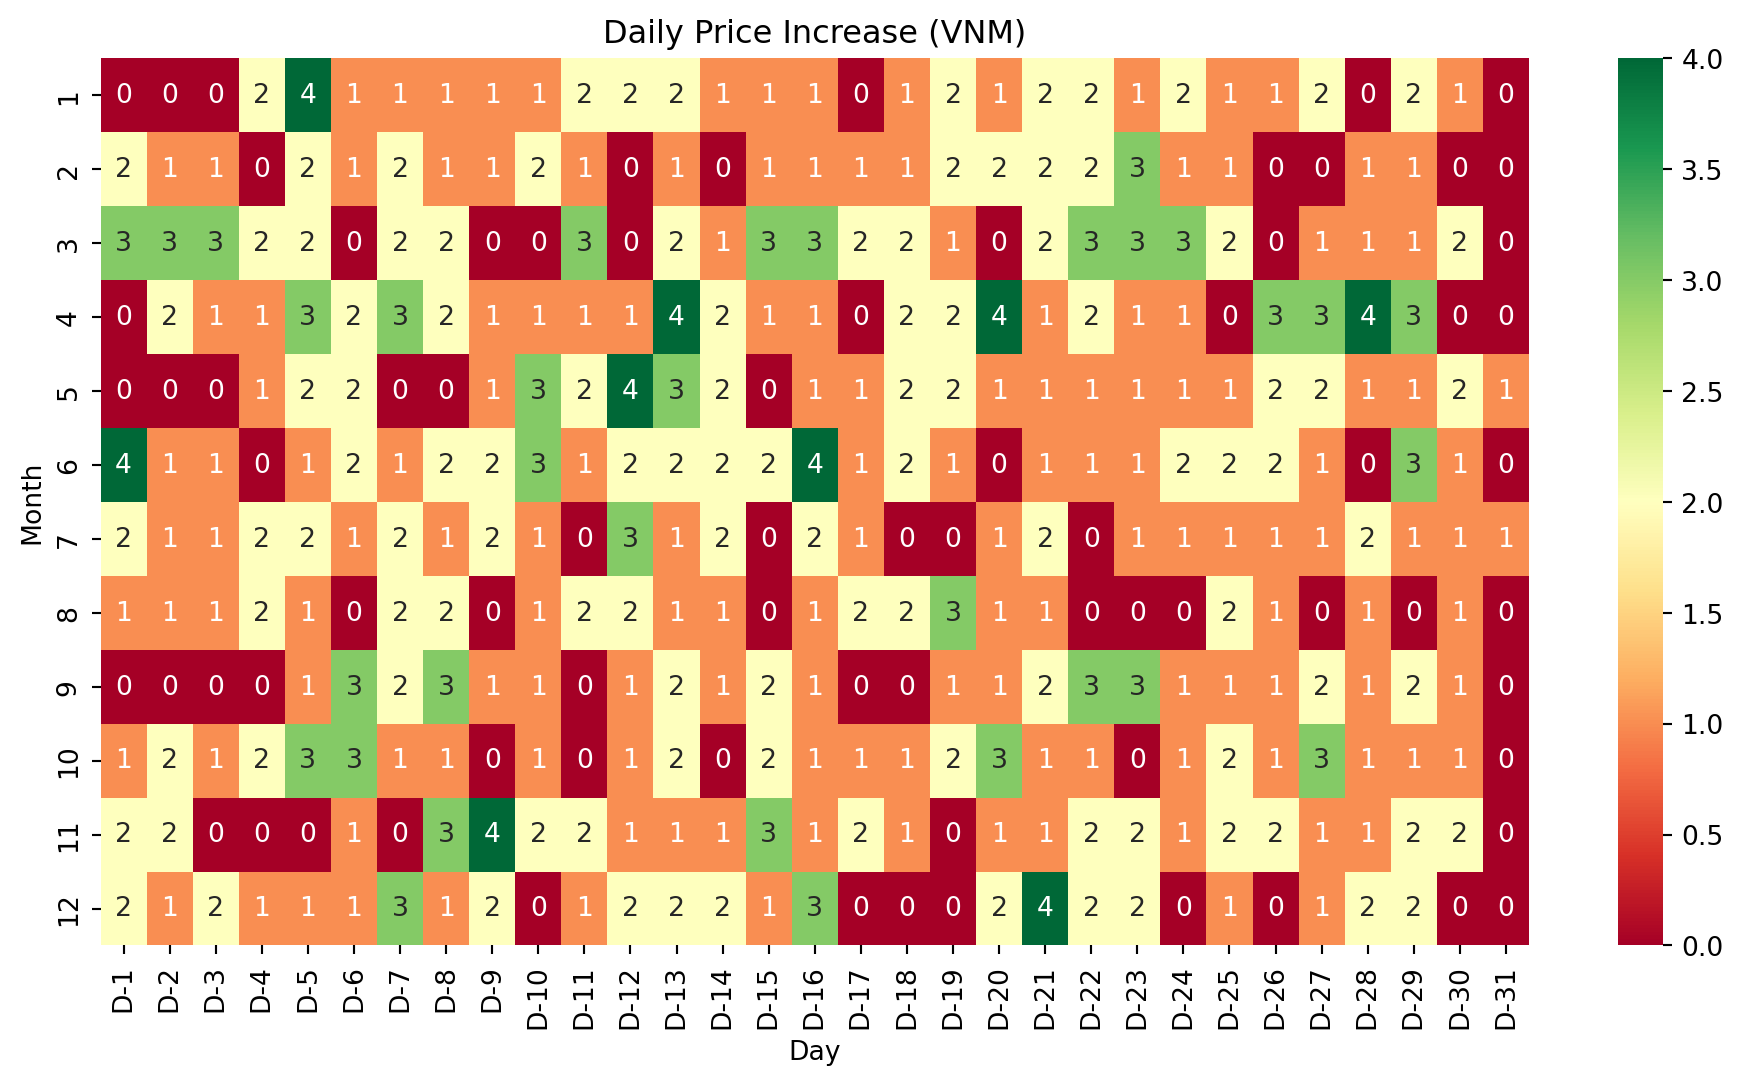 Daily Price Increase (VNM)
1 0 0 0 2 4 1 1 1 1 1 2 2 2 1 1 1 0 1 2 1 2 2 1 2 1 1 2 0 2 1 0
2 2 1 1 0 2 1 2 1 1 2 1 0 1 0 1 1 1 1 2 2 2 2 3 1 1 0 0 1 1 0 0
3 3 3 3 2 2 0 2 2 0 0 3 0 2 1 3 3 2 2 1 0 2 3 3 3 2 0 1 1 1 2 0
4 0 2 1 1 3 2 3 2 1 1 1 1 4 2 1 1 0 2 2 4 1 2 1 1 0 3 3 4 3 0 0
5 0 0 0 1 2 2 0 0 1 3 2 4 3 2 0 1 1 2 2 1 1 1 1 1 1 2 2 1 1 2 1
6 4 1 1 0 1 2 1 2 2 3 1 2 2 2 2 4 1 2 1 0 1 1 1 2 2 2 1 0 3 1 0
7 2 1 1 2 2 1 2 1 2 1 0 3 1 2 0 2 1 0 0 1 2 0 1 1 1 1 1 2 1 1 1
8 1 1 1 2 1 0 2 2 0 1 2 2 1 1 0 1 2 2 3 1 1 0 0 0 2 1 0 1 0 1 0
9 0 0 0 0 1 3 2 3 1 1 0 1 2 1 2 1 0 0 1 1 2 3 3 1 1 1 2 1 2 1 0
10 1 2 1 2 3 3 1 1 0 1 0 1 2 0 2 1 1 1 2 3 1 1 0 1 2 1 3 1 1 1 0
11 2 2 0 0 0 1 0 3 4 2 2 1 1 1 3 1 2 1 0 1 1 2 2 1 2 2 1 1 2 2 0
12 2 1 2 1 1 1 3 1 2 0 1 2 2 2 1 3 0 0 0 2 4 2 2 0 1 0 1 2 2 0 0
Month
D-1 D-2 D-3 D-4 D-5 D-6 D-7 D-8 D-9 D-10 D-11 D-12 D-13 D-14 D-15 D-16 D-17 D-18 D-19 D-20 D-21 D-22 D-23 D-24 D-25 D-26 D-27 D-28 D-29 D-30 D-31
Day
4.0
3.5
3.0
2.5
2.0
1.5
1.0
0.5
0.0